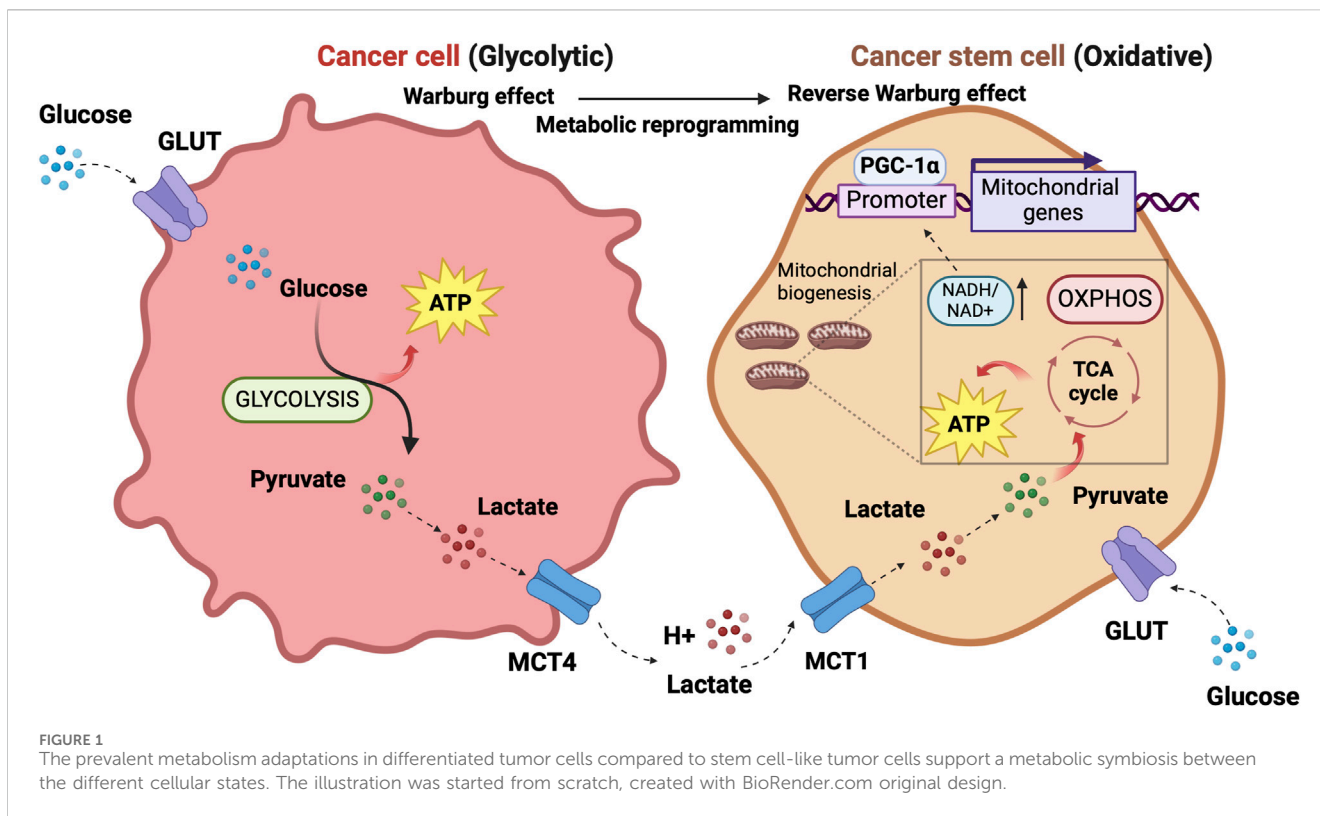 Cancer cell (Glycolytic)
Cancer stem cell (Oxidative)
Warburg effect
Reverse Warburg effect
Metabolic reprogramming
Glucose
GLUT
Glucose
ATP
GLYCOLYSIS
Pyruvate
Lactate
MCT4
H+
Lactate
MCT1
PGC-1α
Promoter
Mitochondrial
genes
Mitochondrial
biogenesis
NADH/
NAD+
OXPHOS
TCA
cycle
ATP
Lactate
Pyruvate
GLUT
Glucose
FIGURE 1
The prevalent metabolism adaptations in differentiated tumor cells compared to stem cell-like tumor cells support a metabolic symbiosis between
the different cellular states. The illustration was started from scratch, created with BioRender.com original design.